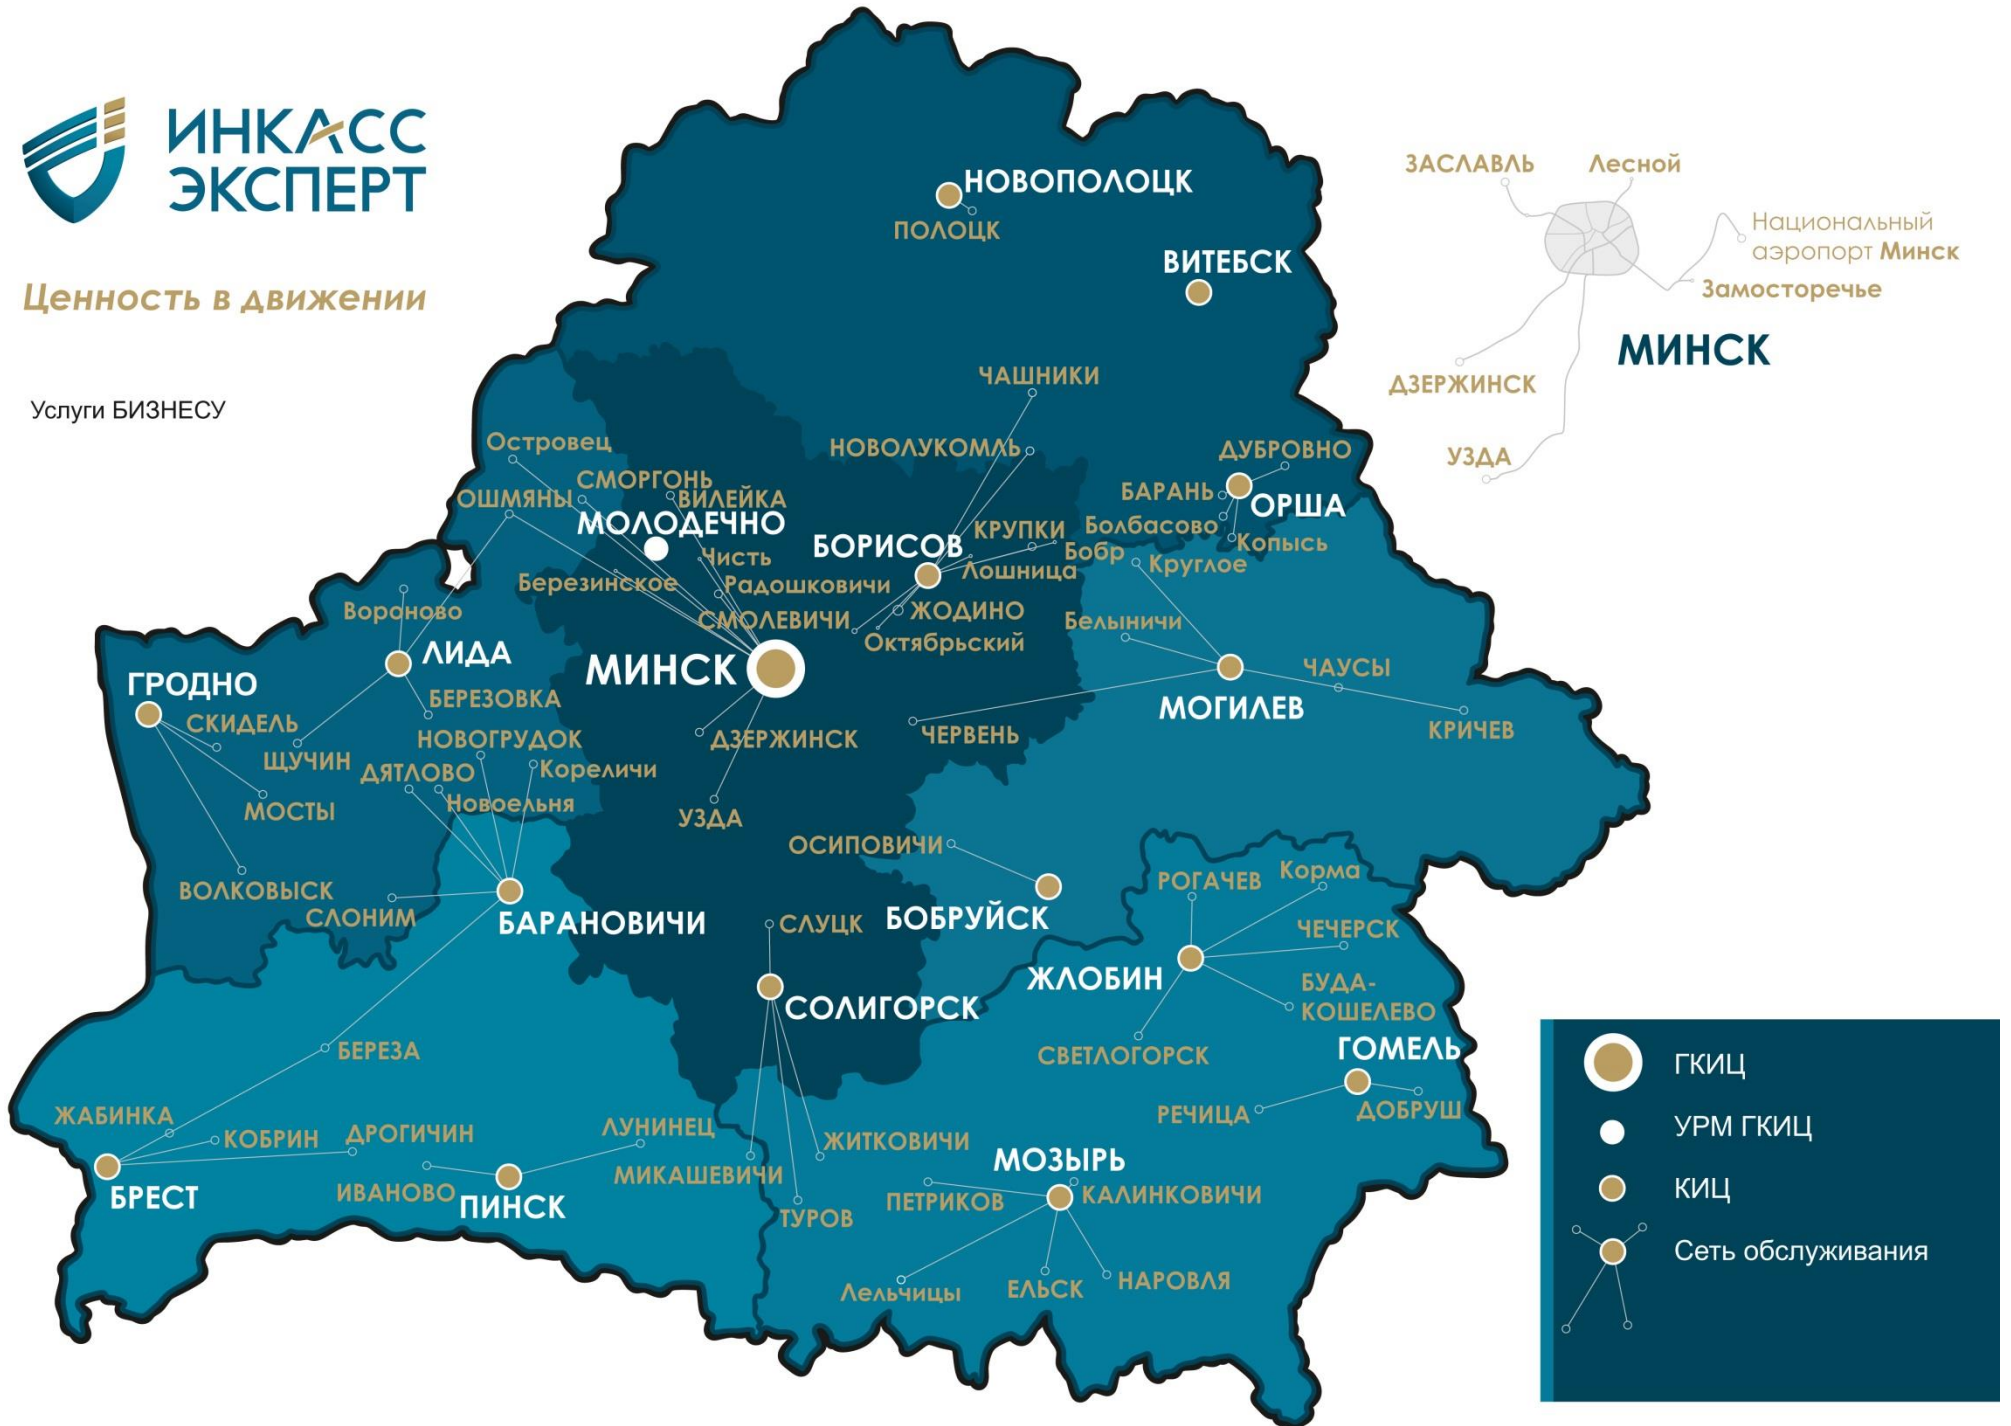 ИНКАСС
ЭКСПЕРТ
Ценность в движении
Услуги БИЗНЕСУ
НОВОПОЛОЦК
ПОЛОЦК
ВИТЕБСК
ЗАСЛАВЛЬ
Лесной
Национальный
аэропорт Минск
Замосторечье
МИНСК
ДЗЕРЖИНСК
УЗДА
ЧАШНИКИ
НОВОЛУКОМЛЬ
ДУБРОВНО
БАРАНЬ
ОРША
Болбасово
Копысь
Островец
СМОРГОНЬ
ОШМЯНЫ
ВИЛЕЙКА
МОЛОДЕЧНО
Чисть
Березинское
Радошковичи
БОРИСОВ
КРУПКИ
Бобр
Лошница
Круглое
СМОЛЕВИЧИ
ЖОДИНО
Октябрьский
Белыничи
МИНСК
Вороново
ЛИДА
ГРОДНО
СКИДЕЛЬ
БЕРЕЗОВКА
ЩУЧИН
НОВОГРУДОК
ДЯТЛОВО
Кореличи
МОСТЫ
Новоельня
ДЗЕРЖИНСК
ЧЕРВЕНЬ
ЧАУСЫ
МОГИЛЕВ
КРИЧЕВ
УЗДА
ОСИПОВИЧИ
ВОЛКОВЫСК
СЛОНИМ
БАРАНОВИЧИ
СЛУЦК
БОБРУЙСК
РОГАЧЕВ
Корма
ЧЕЧЕРСК
ЖЛОБИН
БУДА-
КОШЕЛЕВО
СОЛИГОРСК
СВЕТЛОГОРСК
ГОМЕЛЬ
БЕРЕЗА
РЕЧИЦА
ДОБРУШ
ЖАБИНКА
КОБРИН
ДРОГИЧИН
ЛУНИНЕЦ
МИКАШЕВИЧИ
ЖИТКОВИЧИ
МОЗЫРЬ
БРЕСТ
ИВАНОВО
ПИНСК
ТУРОВ
ПЕТРИКОВ
КАЛИНКОВИЧИ
Лельчицы
ЕЛЬСК
НАРОВЛЯ
ГКИЦ
УРМ ГКИЦ
КИЦ
Сеть обслуживания